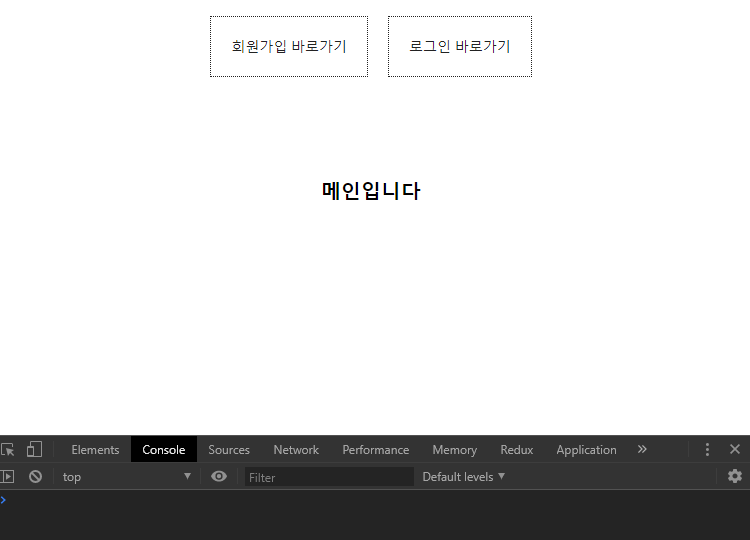 회원가입 바로가기 로그인 바로가기
메인입니다
Elements Console Sources Network Performance Memory Redux Application »
top ▼ Filter Default levels ▼
>